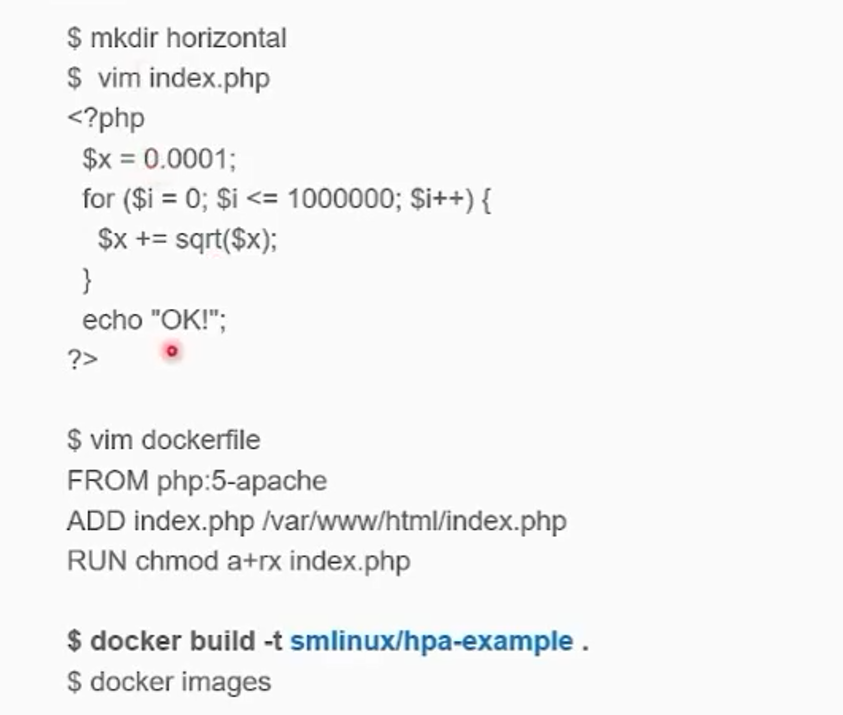 $ mkdir horizontal
$  vim index.php
<?php
  $x = 0.0001;
  for ($i = 0; $i <= 1000000; $i++) {
    $x += sqrt($x);
  }
  echo "OK!";
?>
$ vim dockerfile
FROM php:5-apache
ADD index.php /var/www/html/index.php
RUN chmod a+rx index.php
$ docker build -t smlinux/hpa-example .
$ docker images